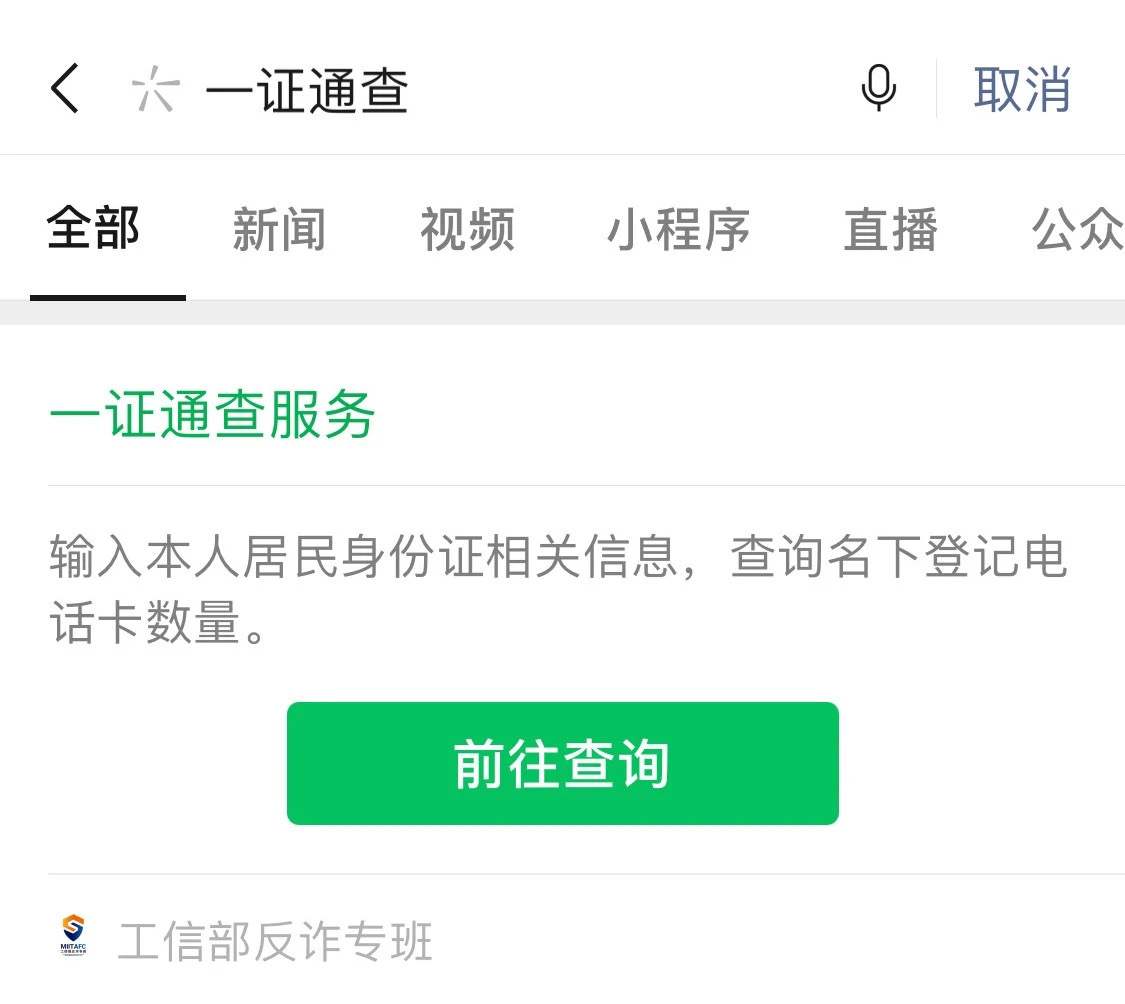 一证通查
取消
全部 新闻 视频 小程序 直播 公众
一证通查服务
输入本人居民身份证相关信息，查询名下登记电
话卡数量。
前往查询
MIITAFC
工信部反诈专班